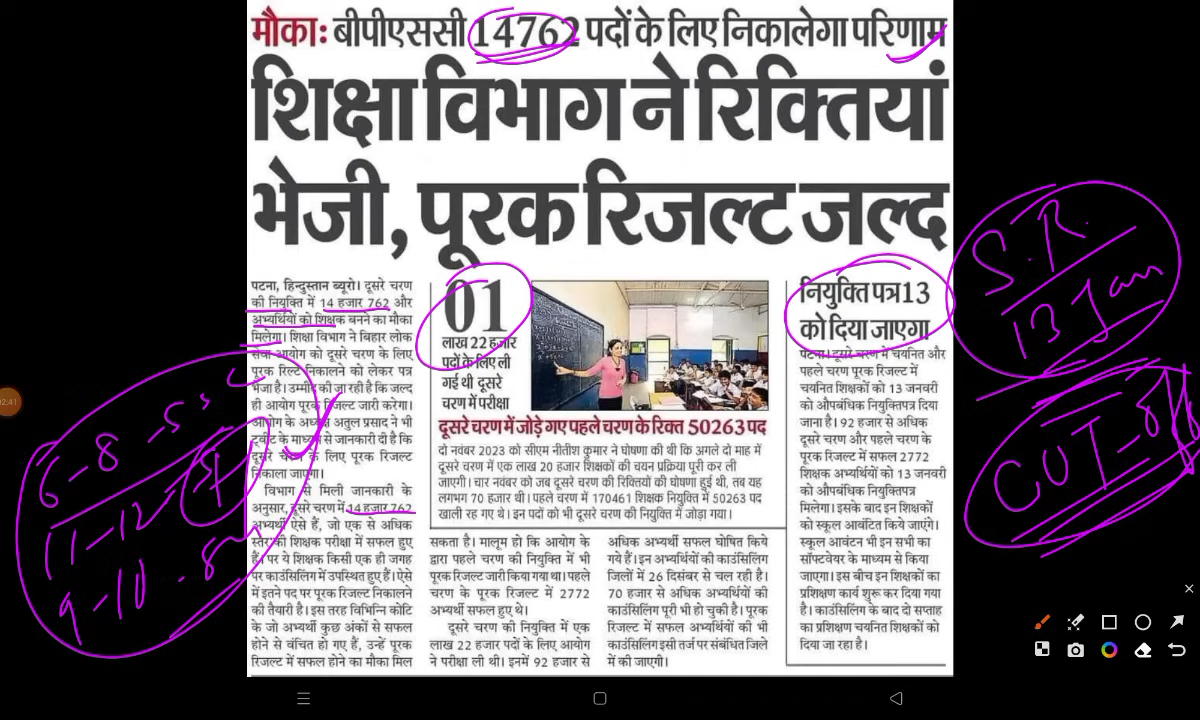 मौका: बीपीएससी 14762 पदों के लिए निकालेगा परिणाम
शिक्षा विभाग ने रिक्तियां
भेजी, पूरक रिजल्ट जल्द
पटना, हिन्दुस्तान ब्यूरो। दूसरे चरण
की नियुक्ति में 14 हजार 762 और
अभ्यर्थियों को शिक्षक बनने का मौका
मिलेगा। शिक्षा विभाग ने बिहार लोक
सेवा आयोग को दूसरे चरण के लिए
पूरक रिल्ट निकालने को लेकर पत्र
भेजा है। उम्मीद की जा रही है कि जल्द
ही आयोग पूरक रिजल्ट जारी करेगा।
आयोग के अध्यक्ष अतुल प्रसाद ने भी
ट्वीट के माध्यम से जानकारी दी है कि
दूसरे चरण के लिए पूरक रिजल्ट
निकाला जाएगा।
विभाग से मिली जानकारी के
अनुसार, दूसरे चरण में 14 हजार 762
अभ्यर्थी ऐसे हैं, जो एक से अधिक
स्तर की शिक्षक परीक्षा में सफल हुए
हैं। पर ये शिक्षक किसी एक ही जगह
पर काउंसिलिंग में उपस्थित हुए हैं। ऐसे
में इतने पद पर पूरक रिजल्ट निकालने
की तैयारी है। इस तरह विभिन्न कोटि
के जो अभ्यर्थी कुछ अंकों से सफल
होने से वंचित हो गए हैं, उन्हें पूरक
रिजल्ट में सफल होने का मौका मिल
01
लाख 22 हजार
पदों के लिए ली
गई थी दूसरे
चरण में परीक्षा
दूसरे चरण में जोड़े गए पहले चरण के रिक्त 50263 पद
दो नवंबर 2023 को सीएम नीतीश कुमार ने घोषणा की थी कि अगले दो माह में
दूसरे चरण में एक लाख 20 हजार शिक्षकों की चयन प्रक्रिया पूरी कर ली
जाएगी। चार नवंबर को जब दूसरे चरण की रिक्तियों की घोषणा हुई थी, तब यह
लगभग 70 हजार थी। पहले चरण में 170461 शिक्षक नियुक्ति में 50263 पद
खाली रह गए थे। इन पदों को भी दूसरे चरण की नियुक्ति में जोड़ा गया।
सकता है। मालूम हो कि आयोग के
द्वारा पहले चरण की नियुक्ति में भी
पूरक रिजल्ट जारी किया गया था। पहले
चरण के पूरक रिजल्ट में 2772
अभ्यर्थी सफल हुए थे।
दूसरे चरण की नियुक्ति में एक
लाख 22 हजार पदों के लिए आयोग
ने परीक्षा ली थी। इनमें 92 हजार से
अधिक अभ्यर्थी सफल घोषित किये
गये हैं। इन अभ्यर्थियों की काउंसिलिंग
जिलों में 26 दिसंबर से चल रही है।
70 हजार से अधिक अभ्यर्थियों की
काउंसिलिंग पूरी भी हो चुकी है। पूरक
रिजल्ट में सफल अभ्यर्थियों की भी
काउंसिलिंग इसी तर्ज पर संबंधित जिले
में की जाएगी।
नियुक्ति पत्र 13
को दिया जाएगा
पटना। दूसरे चरण में चयनित और
पहले चरण पूरक रिजल्ट में
चयनित शिक्षकों को 13 जनवरी
को औपबंधिक नियुक्तिपत्र दिया
जाना है। 92 हजार से अधिक
दूसरे चरण और पहले चरण के
पूरक रिजल्ट में सफल 2772
शिक्षक अभ्यर्थियों को 13 जनवरी
को औपबंधिक नियुक्तिपत्र
मिलेगा। इसके बाद इन शिक्षकों
को स्कूल आवंटित किये जाएंगे।
स्कूल आवंटन भी इन सभी का
सॉफ्टवेयर के माध्यम से किया
जाएगा। इस बीच इन शिक्षकों का
प्रशिक्षण कार्य शुरू कर दिया गया
है। काउंसिलिंग के बाद दो सप्ताह
का प्रशिक्षण चयनित शिक्षकों को
दिया जा रहा है।
S.R.
13 Jan
CUT-
6-8
11-12
9-10
02:41